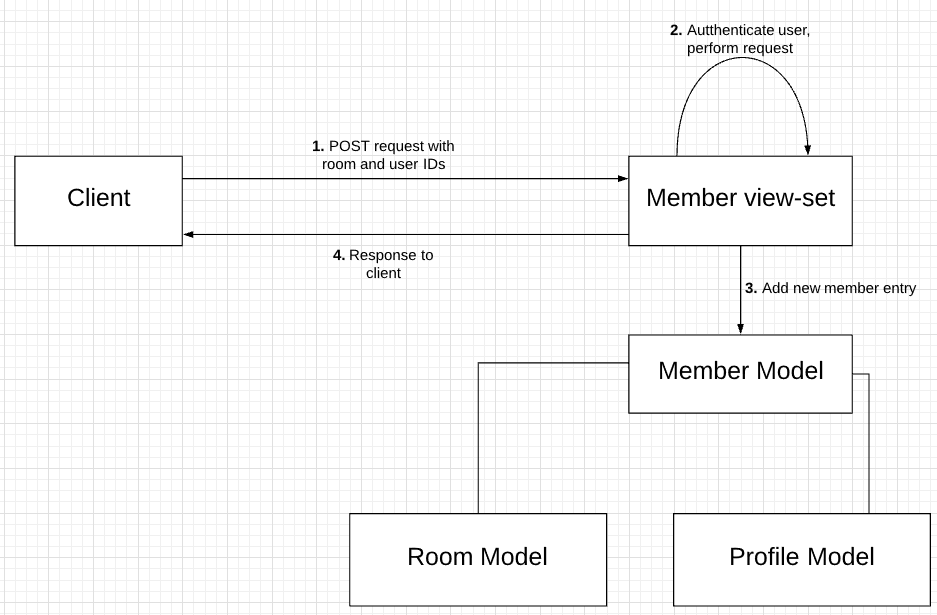 2. Autthenticate user,
perform request
1. POST request with
room and user IDs
Client
Member view-set
4. Response to
client
3. Add new member entry
Member Model
Room Model
Profile Model